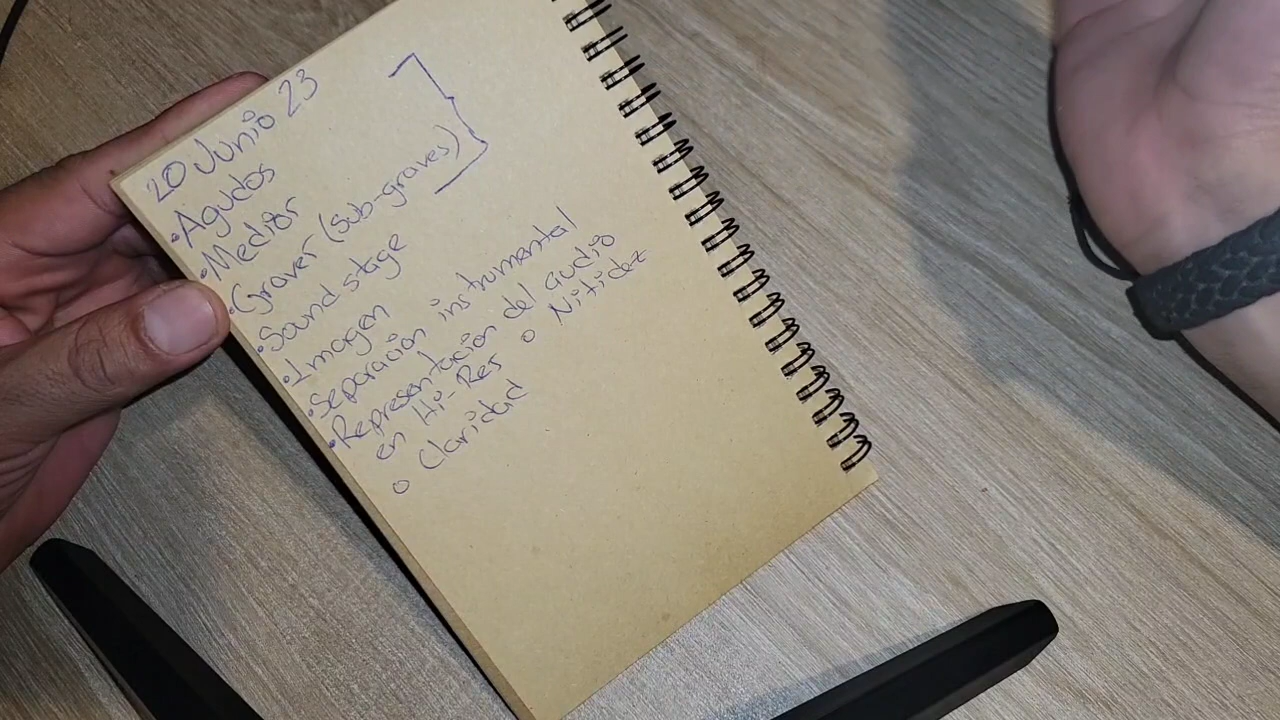 20 Junio 23
• Agudos
• Medios
• Graves (sub-graves)
• Sound stage
• Imagen
• Separación instrumental
• Representación del audio
en Hi-Res o Nitidez
o Claridad